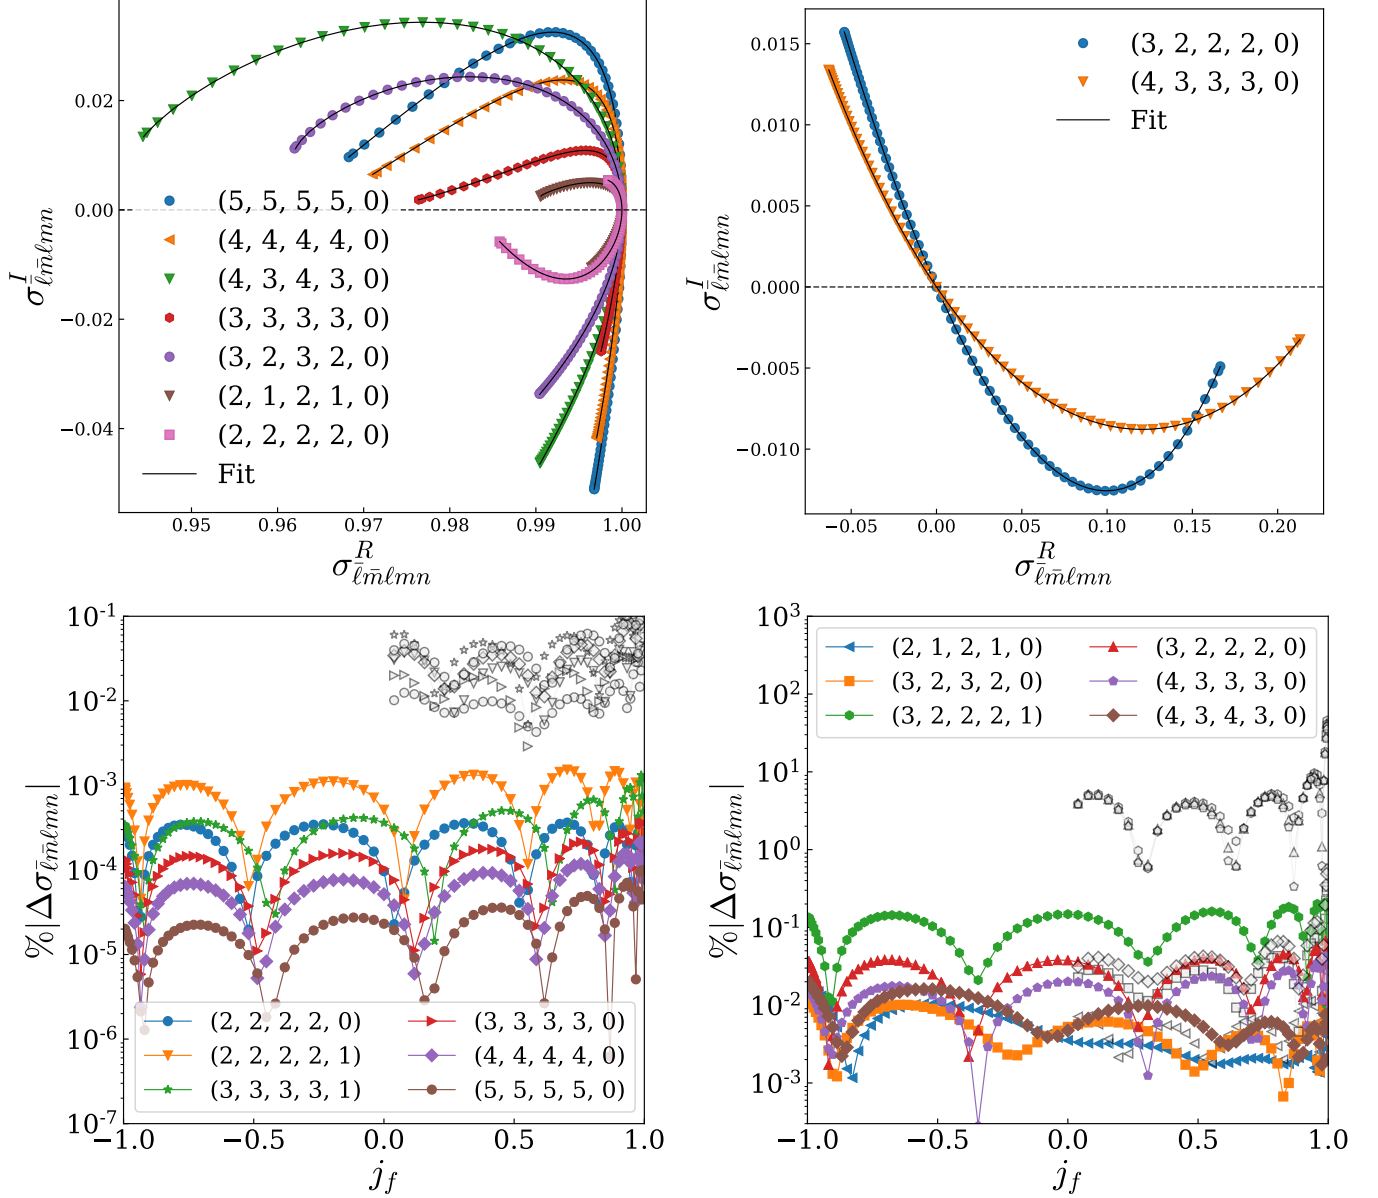 0.02
0.00
−0.02
−0.04
σ^I_{ℓ̄m̄ℓmn}
(5, 5, 5, 5, 0)
(4, 4, 4, 4, 0)
(4, 3, 4, 3, 0)
(3, 3, 3, 3, 0)
(3, 2, 3, 2, 0)
(2, 1, 2, 1, 0)
(2, 2, 2, 2, 0)
Fit
0.95 0.96 0.97 0.98 0.99 1.00
σ^R_{ℓ̄m̄ℓmn}
0.015
0.010
0.005
0.000
−0.005
−0.010
σ^I_{ℓ̄m̄ℓmn}
(3, 2, 2, 2, 0)
(4, 3, 3, 3, 0)
Fit
−0.05 0.00 0.05 0.10 0.15 0.20
σ^R_{ℓ̄m̄ℓmn}
10^-1
10^-2
10^-3
10^-4
10^-5
10^-6
10^-7
%|Δσ_{ℓ̄m̄ℓmn}|
(2, 2, 2, 2, 0) (3, 3, 3, 3, 0)
(2, 2, 2, 2, 1) (4, 4, 4, 4, 0)
(3, 3, 3, 3, 1) (5, 5, 5, 5, 0)
−1.0 −0.5 0.0 0.5 1.0
j_f
10^3
10^2
10^1
10^0
10^-1
10^-2
10^-3
%|Δσ_{ℓ̄m̄ℓmn}|
(2, 1, 2, 1, 0) (3, 2, 2, 2, 0)
(3, 2, 3, 2, 0) (4, 3, 3, 3, 0)
(3, 2, 2, 2, 1) (4, 3, 4, 3, 0)
−1.0 −0.5 0.0 0.5 1.0
j_f